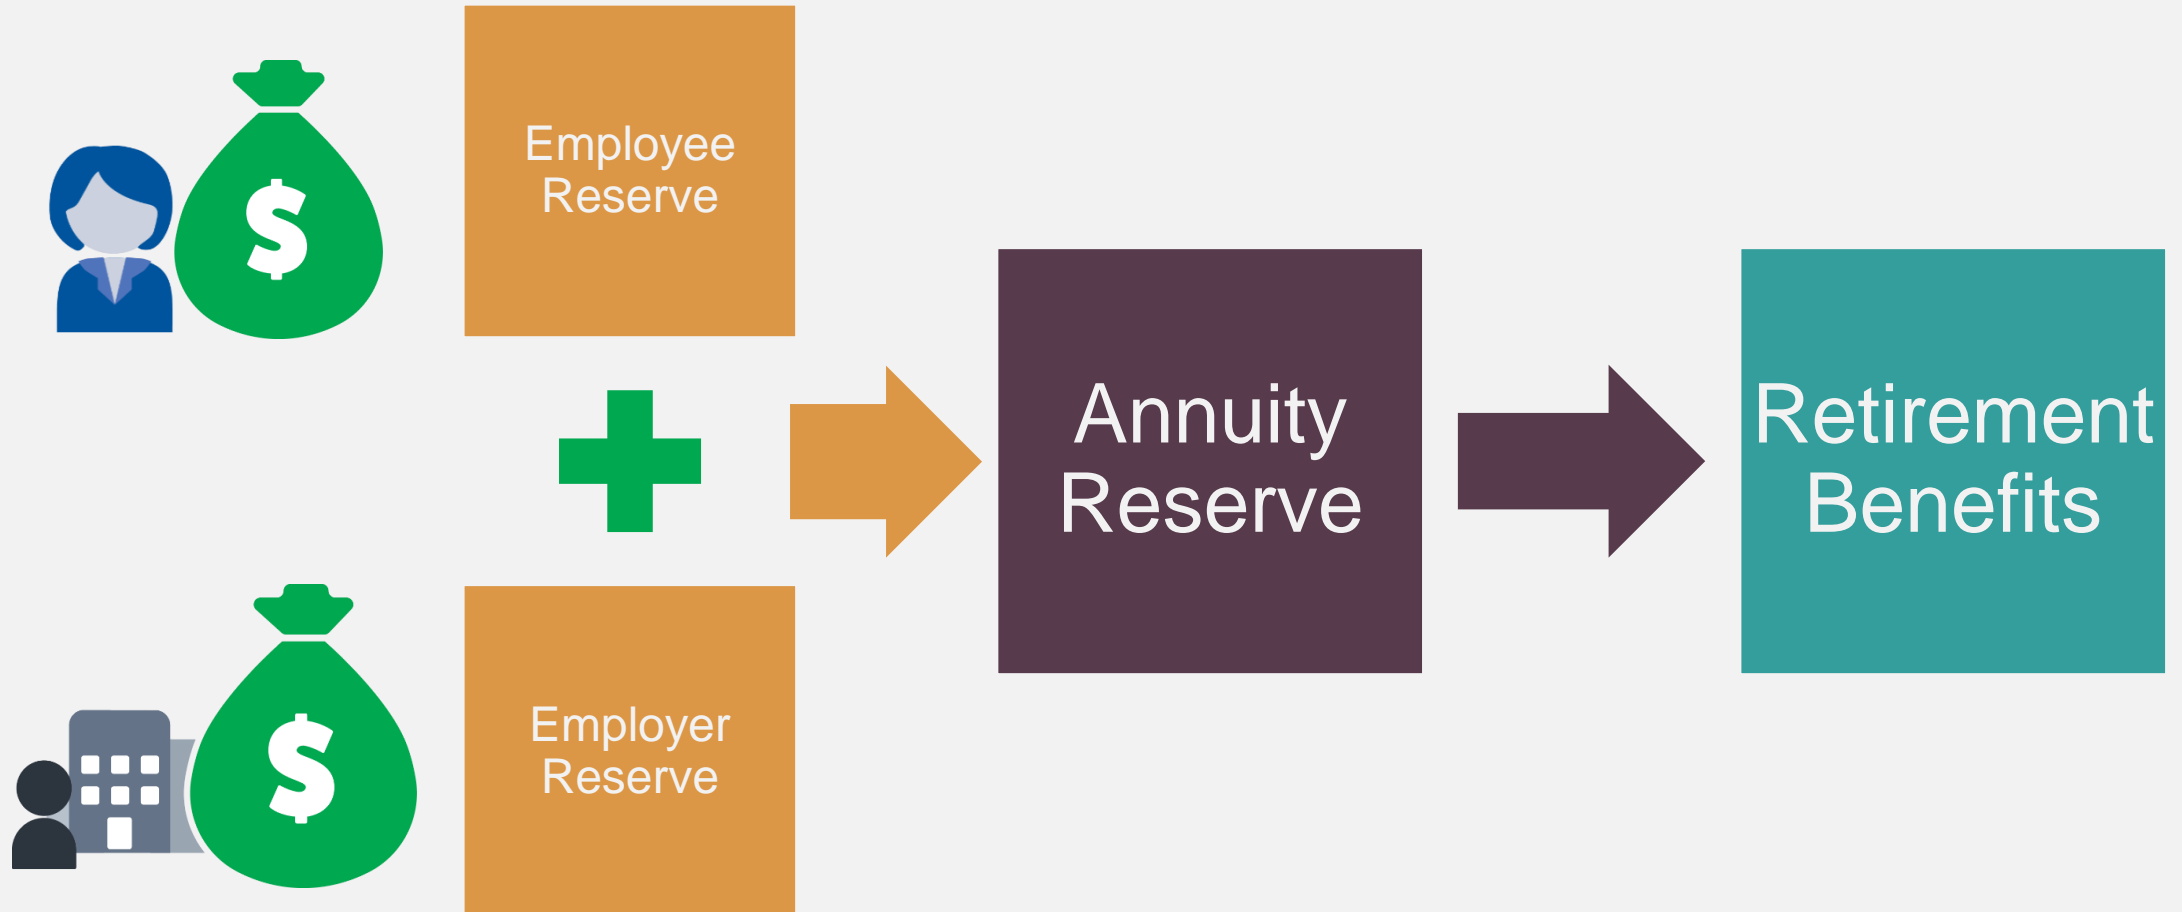 Employee
Reserve
$
Annuity
Reserve
Retirement
Benefits
$
Employer
Reserve